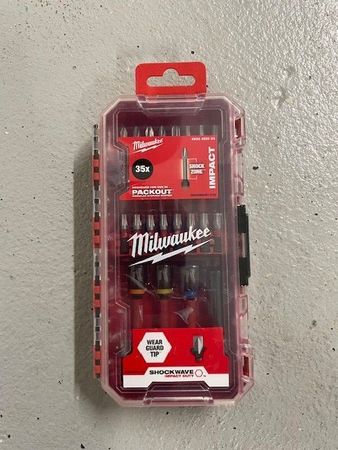 Milwaukee
35x
SHOCK
ZONE
IMPACT
PACKOUT
Milwaukee
WEAR
GUARD
TIP
SHOCKWAVE
IMPACT DUTY